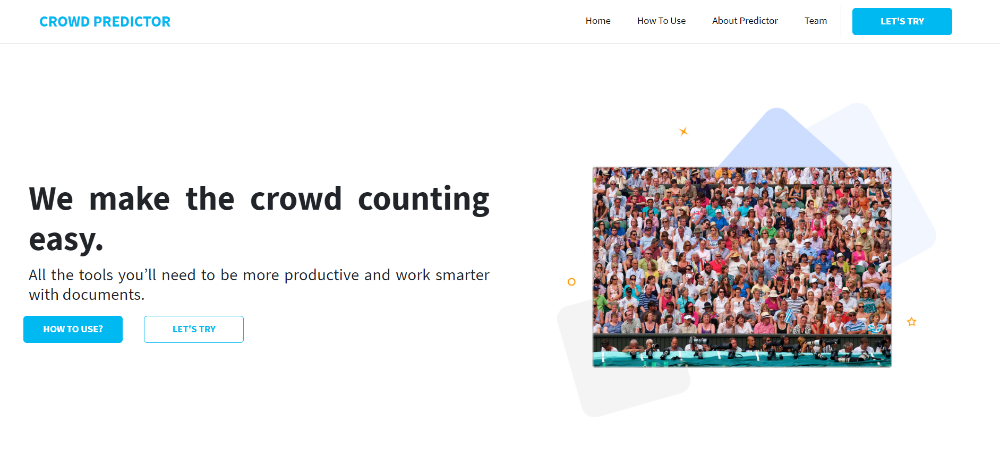 CROWD PREDICTOR
Home
How To Use
About Predictor
Team
LET'S TRY
We make the crowd counting
easy.
All the tools you’ll need to be more productive and work smarter
with documents.
HOW TO USE?
LET'S TRY